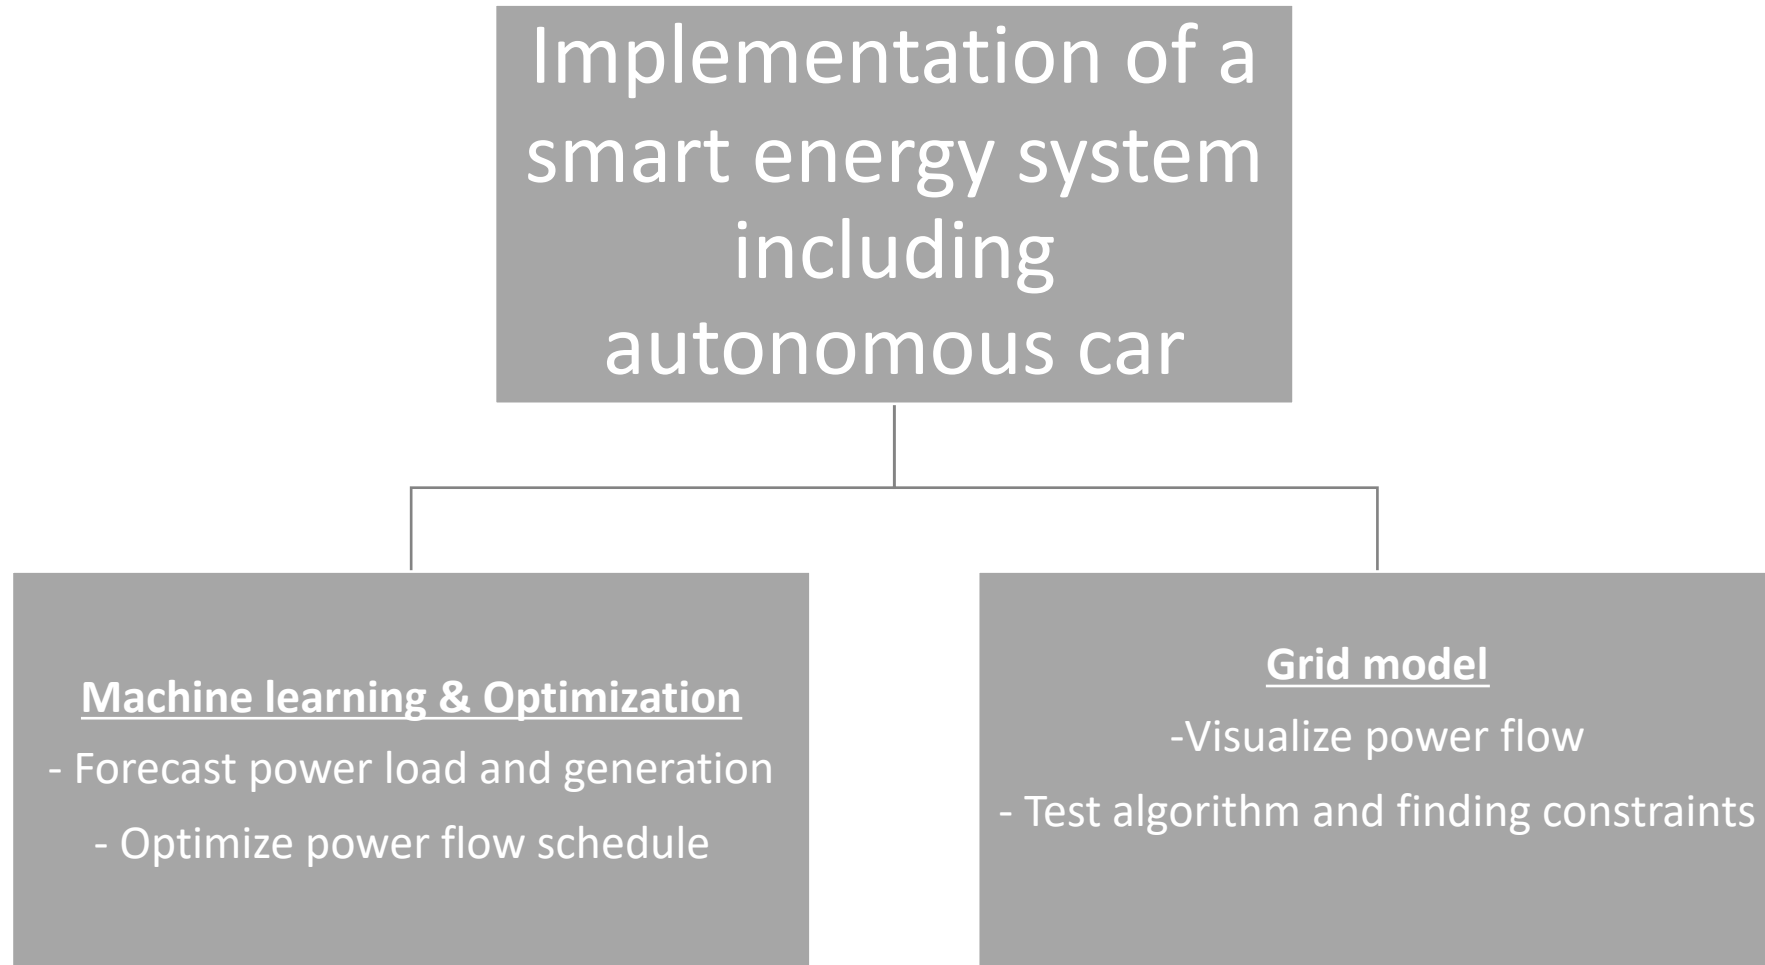 Implementation of a
smart energy system
including
autonomous car
Machine learning & Optimization
- Forecast power load and generation
- Optimize power flow schedule
Grid model
-Visualize power flow
- Test algorithm and finding constraints